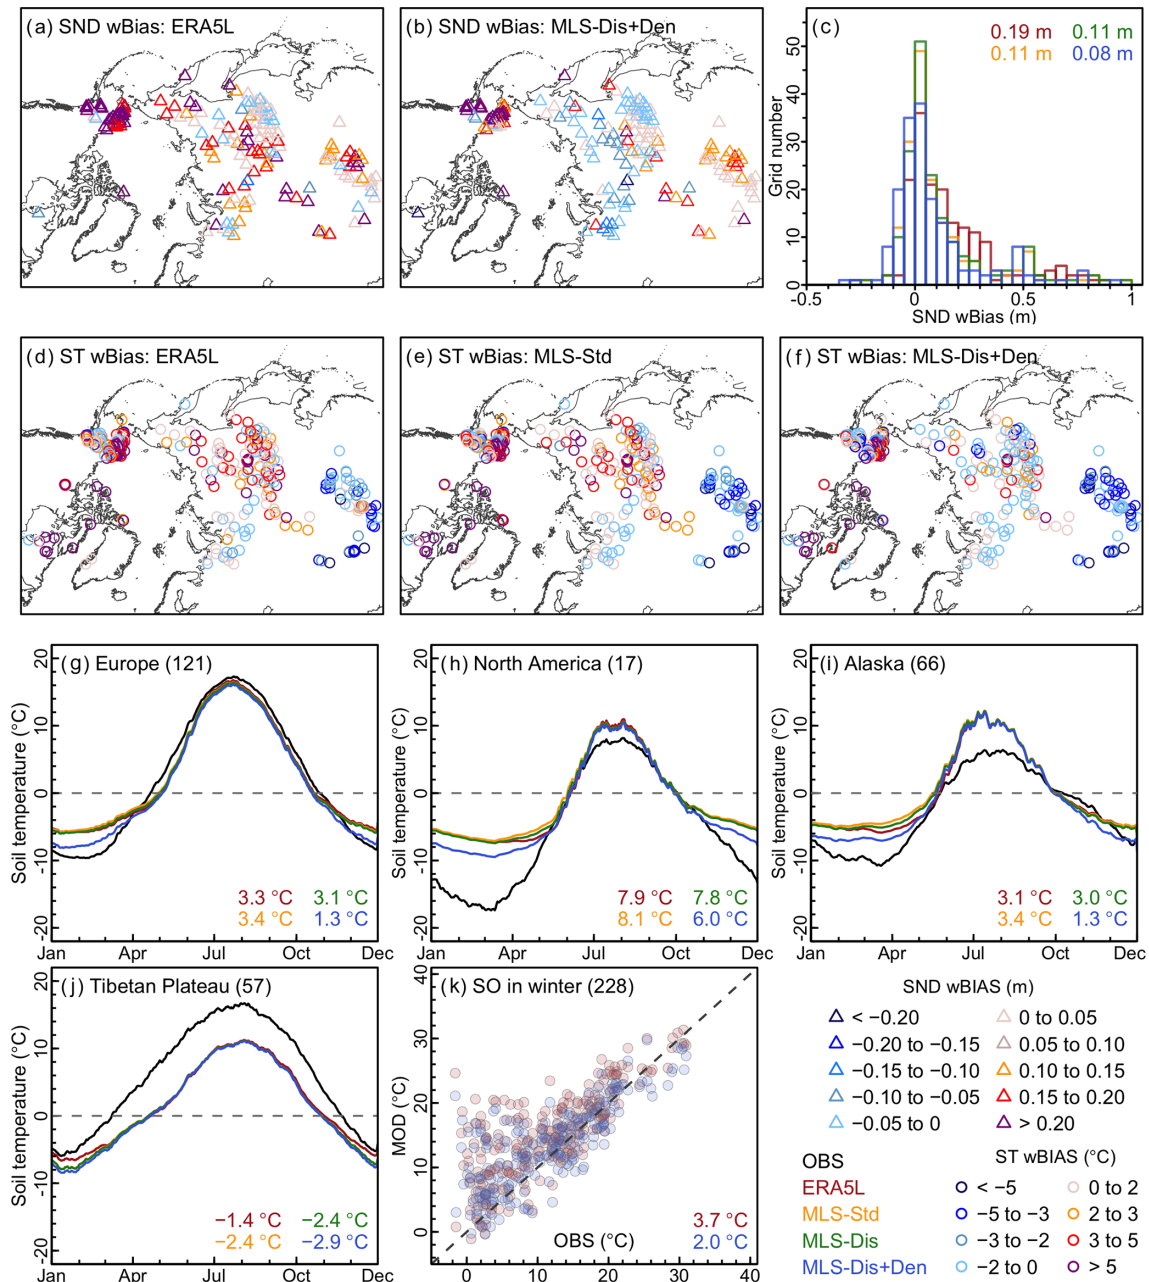 (a) SND wBias: ERA5L
(b) SND wBias: MLS-Dis+Den
(c)
0.19 m 0.11 m
0.11 m 0.08 m
Grid number
0 10 20 30 40 50
-0.5 0 0.5 1
SND wBias (m)
(d) ST wBias: ERA5L
(e) ST wBias: MLS-Std
(f) ST wBias: MLS-Dis+Den
(g) Europe (121)
Soil temperature (°C)
-20 -10 0 10 20
3.3 °C 3.1 °C
3.4 °C 1.3 °C
Jan Apr Jul Oct Dec
(h) North America (17)
Soil temperature (°C)
-20 -10 0 10 20
7.9 °C 7.8 °C
8.1 °C 6.0 °C
Jan Apr Jul Oct Dec
(i) Alaska (66)
Soil temperature (°C)
-20 -10 0 10 20
3.1 °C 3.0 °C
3.4 °C 1.3 °C
Jan Apr Jul Oct Dec
(j) Tibetan Plateau (57)
Soil temperature (°C)
-20 -10 0 10 20
−1.4 °C −2.4 °C
−2.4 °C −2.9 °C
Jan Apr Jul Oct Dec
(k) SO in winter (228)
MOD (°C)
0 10 20 30 40
3.7 °C
OBS (°C) 2.0 °C
0 10 20 30 40
SND wBIAS (m)
< −0.20 0 to 0.05
−0.20 to −0.15 0.05 to 0.10
−0.15 to −0.10 0.10 to 0.15
−0.10 to −0.05 0.15 to 0.20
−0.05 to 0 > 0.20
OBS ST wBIAS (°C)
ERA5L < −5 0 to 2
MLS-Std −5 to −3 2 to 3
MLS-Dis −3 to −2 3 to 5
MLS-Dis+Den −2 to 0 > 5